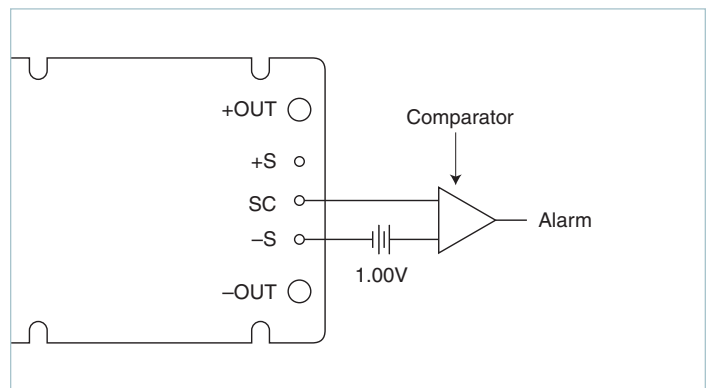 +OUT
Comparator
+S
SC
Alarm
–S
1.00V
–OUT